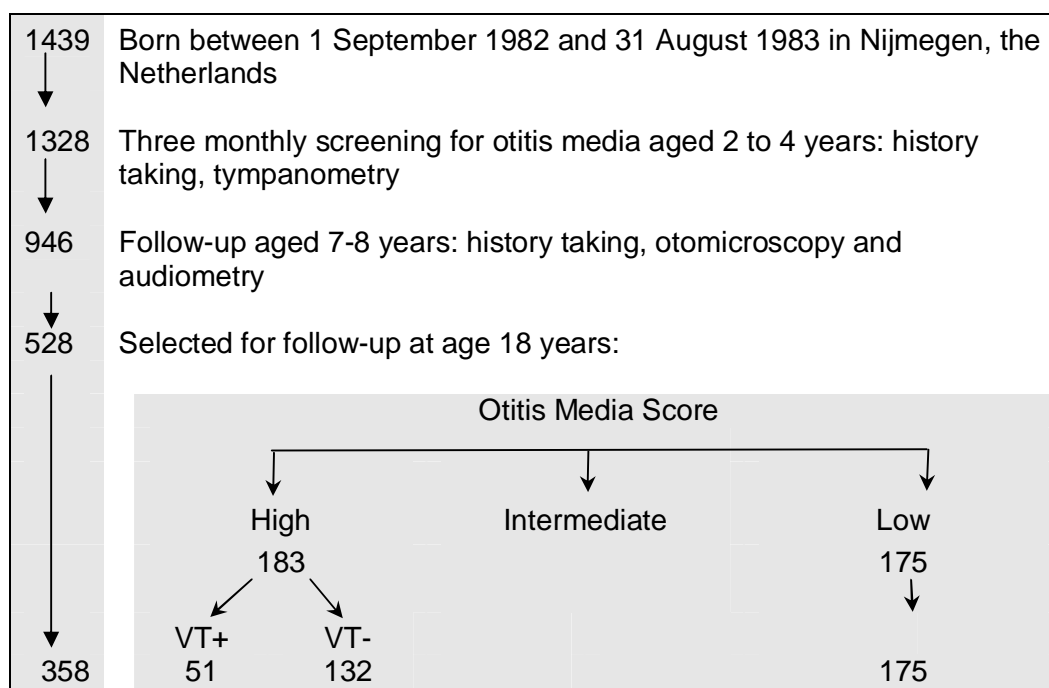 1439 Born between 1 September 1982 and 31 August 1983 in Nijmegen, the
Netherlands
1328 Three monthly screening for otitis media aged 2 to 4 years: history
taking, tympanometry
946 Follow-up aged 7-8 years: history taking, otomicroscopy and
audiometry
528 Selected for follow-up at age 18 years:
Otitis Media Score
High Intermediate Low
183 175
VT+ VT-
358 51 132 175